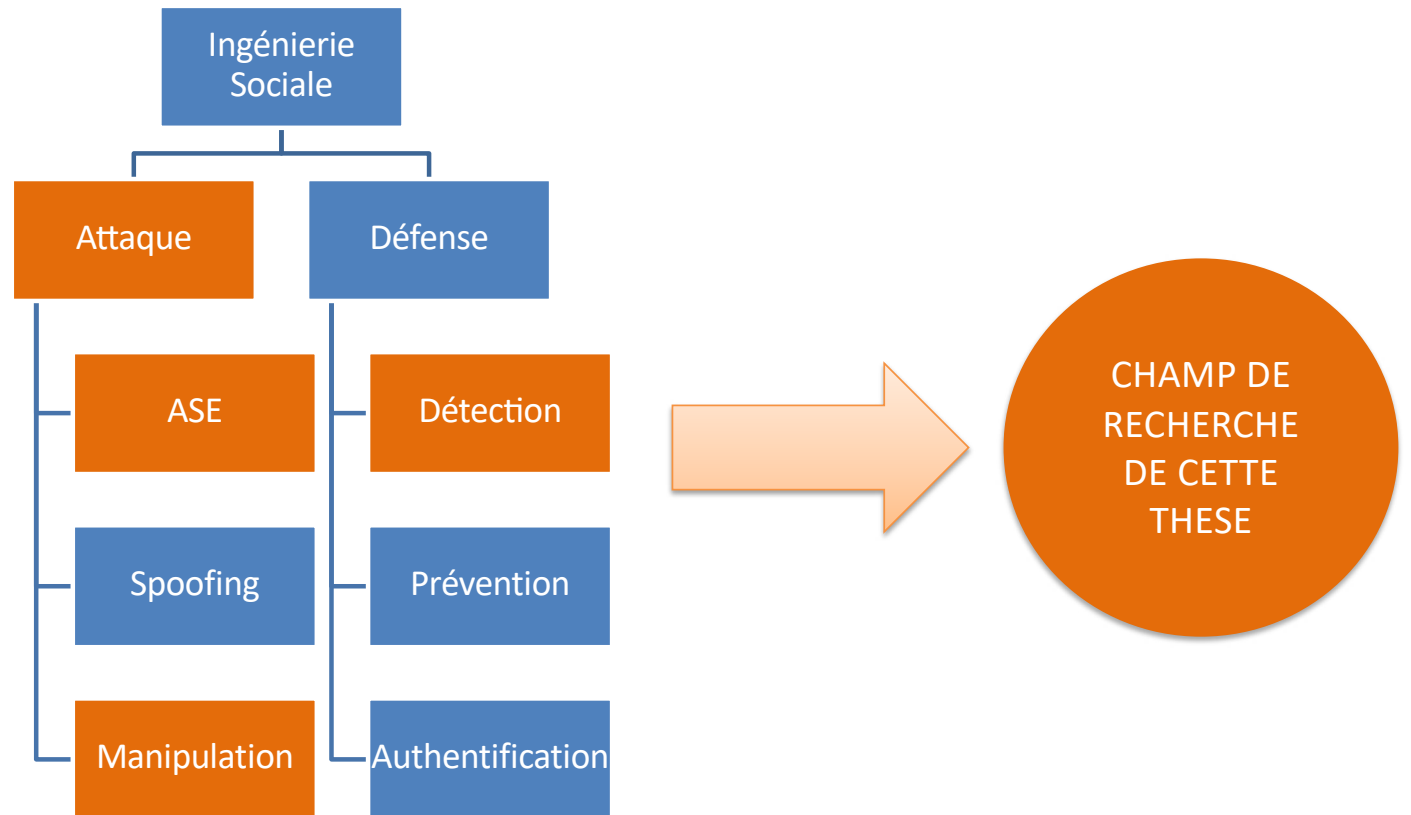 Ingénierie
Sociale
Attaque
Défense
ASE
Détection
Spoofing
Prévention
Manipulation
Authentification
CHAMP DE
RECHERCHE
DE CETTE
THESE